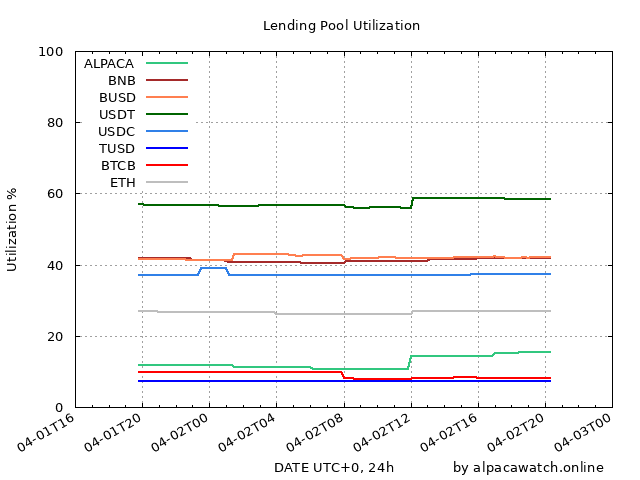 Lending Pool Utilization
100
80
60
40
20
0
Utilization %
ALPACA
BNB
BUSD
USDT
USDC
TUSD
BTCB
ETH
04-01T16
04-01T20
04-02T00
04-02T04
04-02T08
04-02T12
04-02T16
04-02T20
04-03T00
DATE UTC+0, 24h
by alpacawatch.online